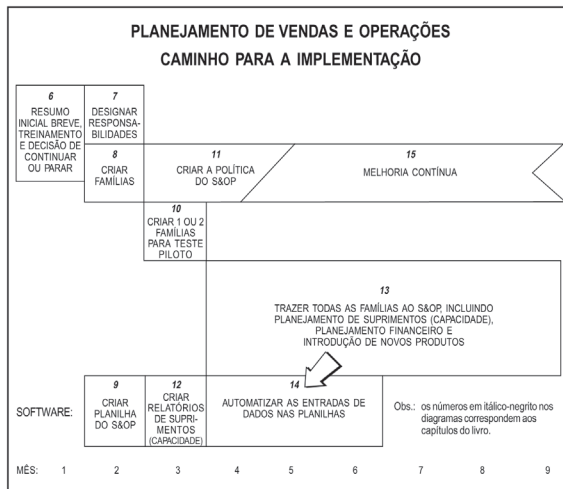 PLANEJAMENTO DE VENDAS E OPERAÇÕES
CAMINHO PARA A IMPLEMENTAÇÃO
6
RESUMO
INICIAL BREVE,
TREINAMENTO
E DECISÃO DE
CONTINUAR
OU PARAR
7
DESIGNAR
RESPONSA-
BILIDADES
8
CRIAR
FAMÍLIAS
11
CRIAR A POLÍTICA
DO S&OP
15
MELHORIA CONTÍNUA
10
CRIAR 1 OU 2
FAMÍLIAS
PARA TESTE
PILOTO
13
TRAZER TODAS AS FAMÍLIAS AO S&OP, INCLUINDO
PLANEJAMENTO DE SUPRIMENTOS (CAPACIDADE),
PLANEJAMENTO FINANCEIRO E
INTRODUÇÃO DE NOVOS PRODUTOS
SOFTWARE:
9
CRIAR
PLANILHA
DO S&OP
12
CRIAR
RELATÓRIOS
DE SUPRI-
MENTOS
(CAPACIDADE)
14
AUTOMATIZAR AS ENTRADAS DE
DADOS NAS PLANILHAS
Obs.: os números em itálico-negrito nos
diagramas correspondem aos
capítulos do livro.
MÊS: 1 2 3 4 5 6 7 8 9